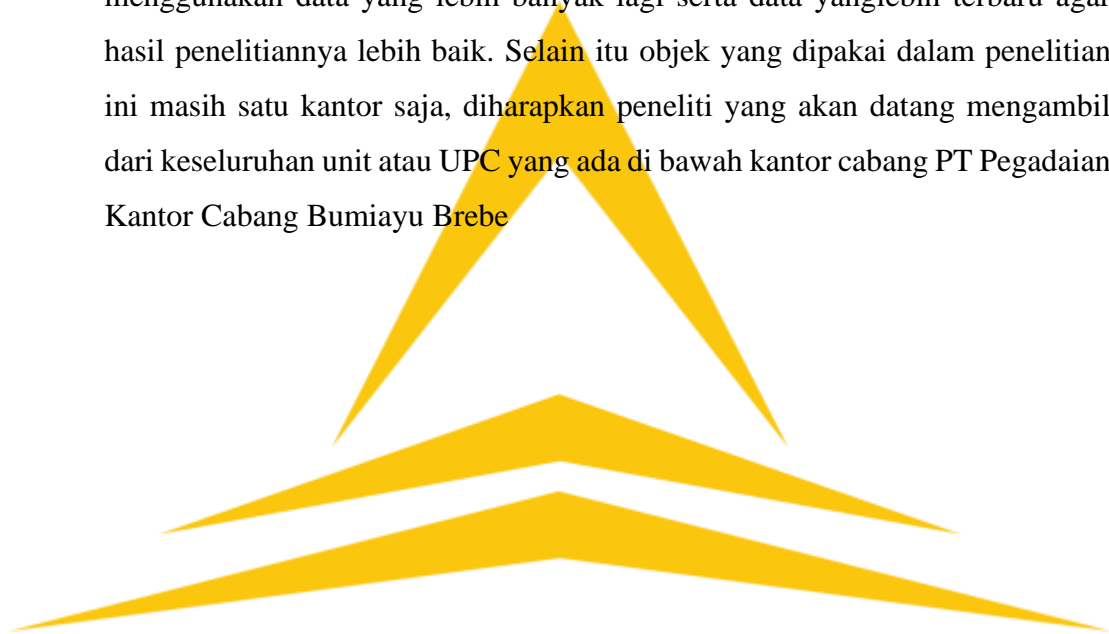 menggunakan data yang lebih banyak lagi serta data yanglebih terbaru agar
hasil penelitiannya lebih baik. Selain itu objek yang dipakai dalam penelitian
ini masih satu kantor saja, diharapkan peneliti yang akan datang mengambil
dari keseluruhan unit atau UPC yang ada di bawah kantor cabang PT Pegadaian
Kantor Cabang Bumiayu Brebe